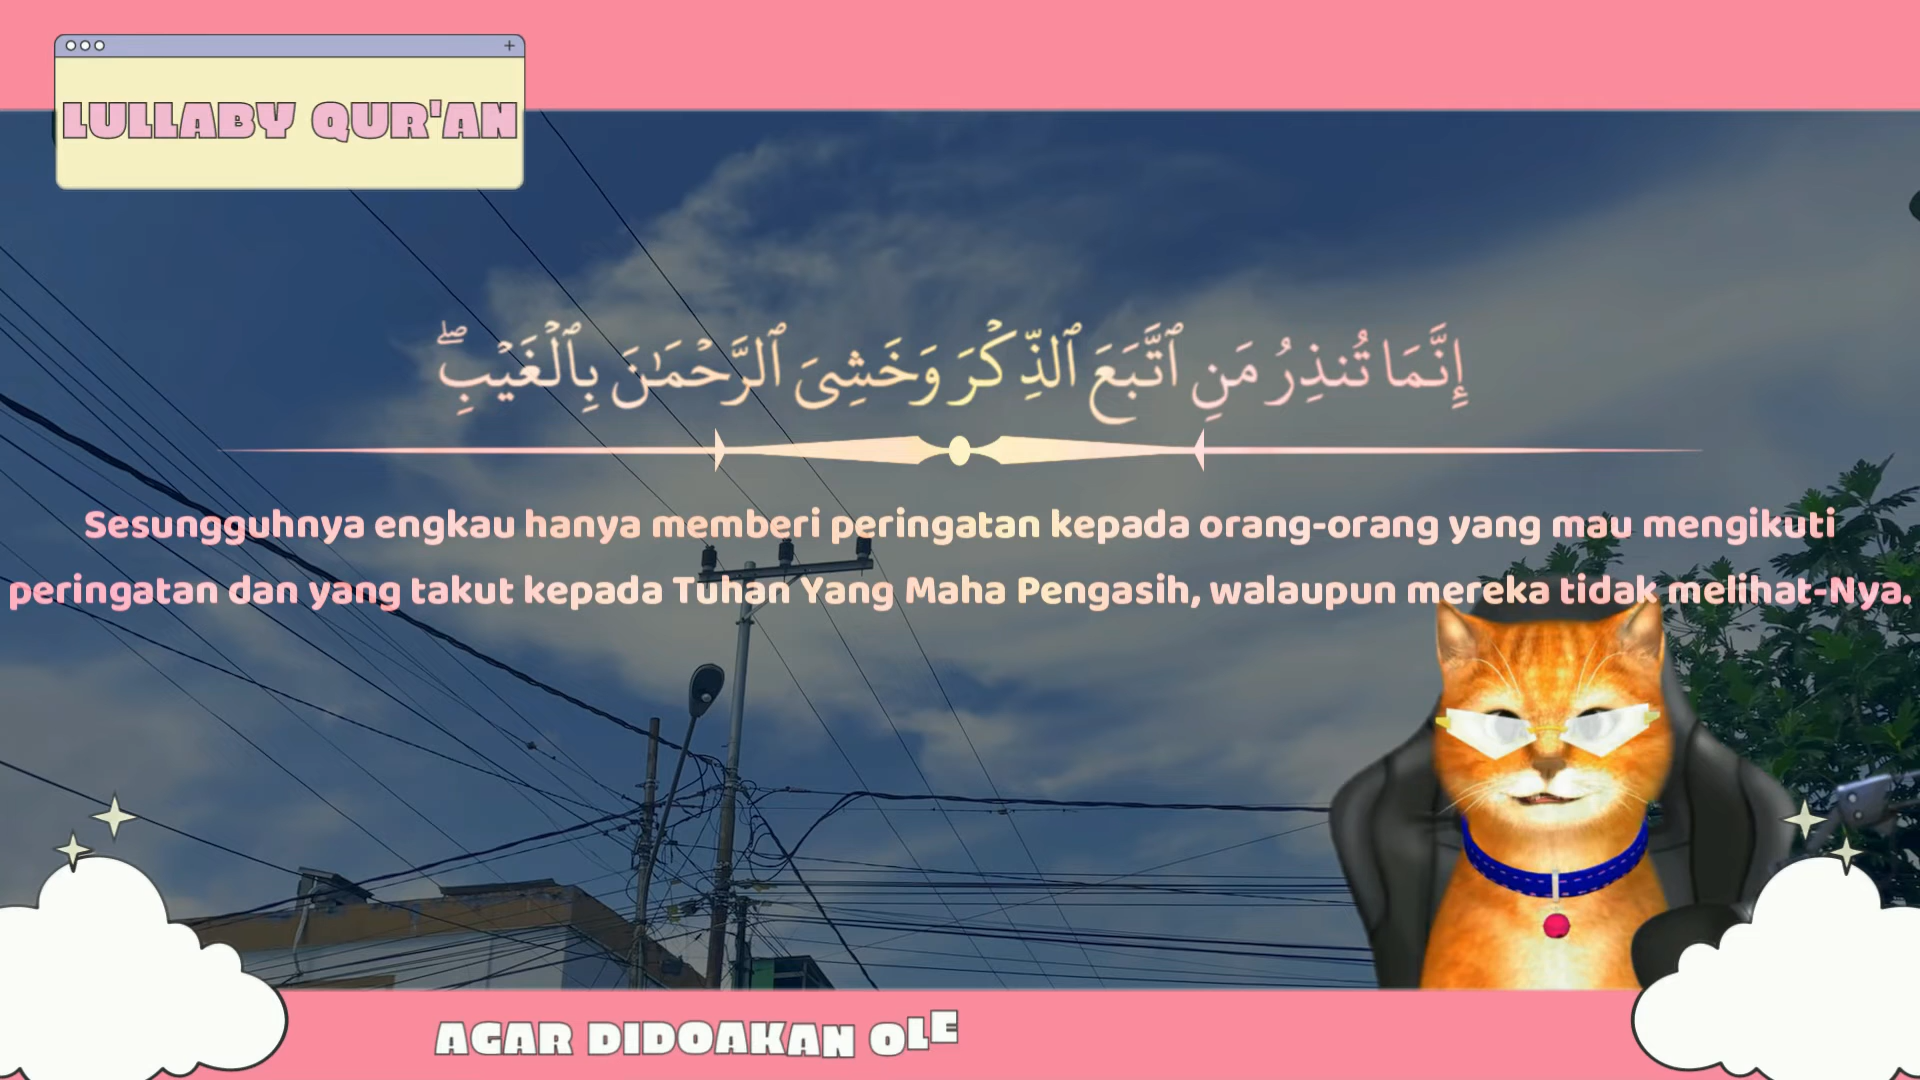 LULLABY QUR'AN
إِنَّمَا تُنذِرُ مَنِ ٱتَّبَعَ ٱلذِّكْرَ وَخَشِىَ ٱلرَّحْمَـٰنَ بِٱلْغَيْبِ ۖ
Sesungguhnya engkau hanya memberi peringatan kepada orang-orang yang mau mengikuti
peringatan dan yang takut kepada Tuhan Yang Maha Pengasih, walaupun mereka tidak melihat-Nya.
AGAR DIDOAKAN OLE